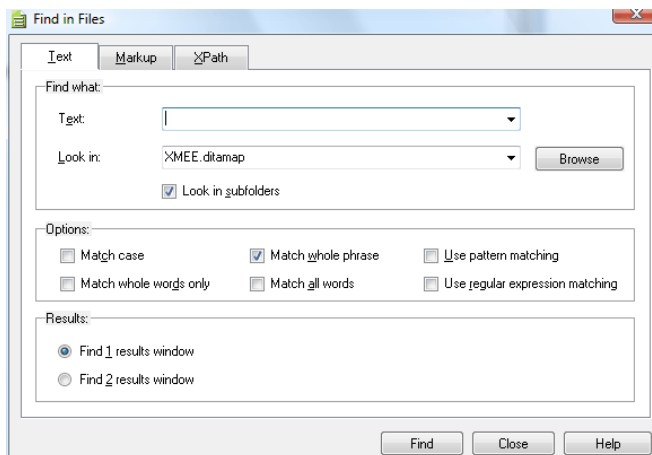 Find in Files
Text Markup XPath
Find what:
Text:
Look in: XMEE.ditamap Browse
Look in subfolders
Options:
Match case Match whole phrase Use pattern matching
Match whole words only Match all words Use regular expression matching
Results:
Find 1 results window
Find 2 results window
Find Close Help